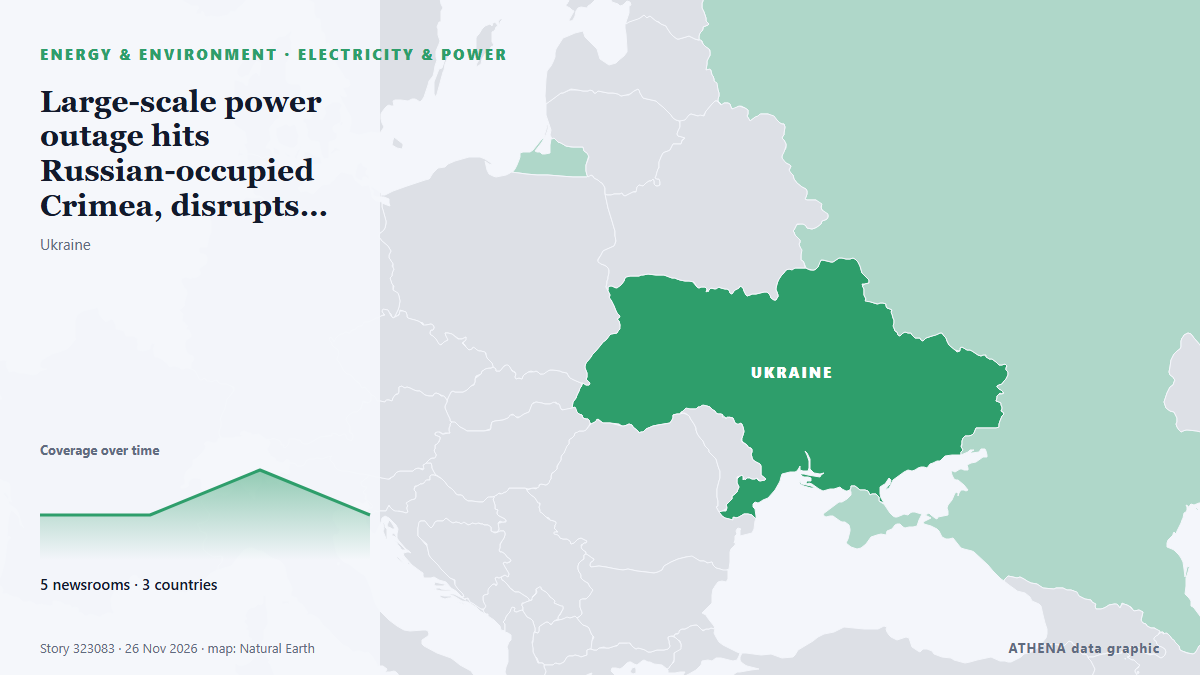 ENERGY & ENVIRONMENT · ELECTRICITY & POWER
Large-scale power
outage hits
Russian-occupied
Crimea, disrupts...
Ukraine
UKRAINE
Coverage over time
5 newsrooms · 3 countries
Story 323083 · 26 Nov 2026 · map: Natural Earth
ATHENA data graphic